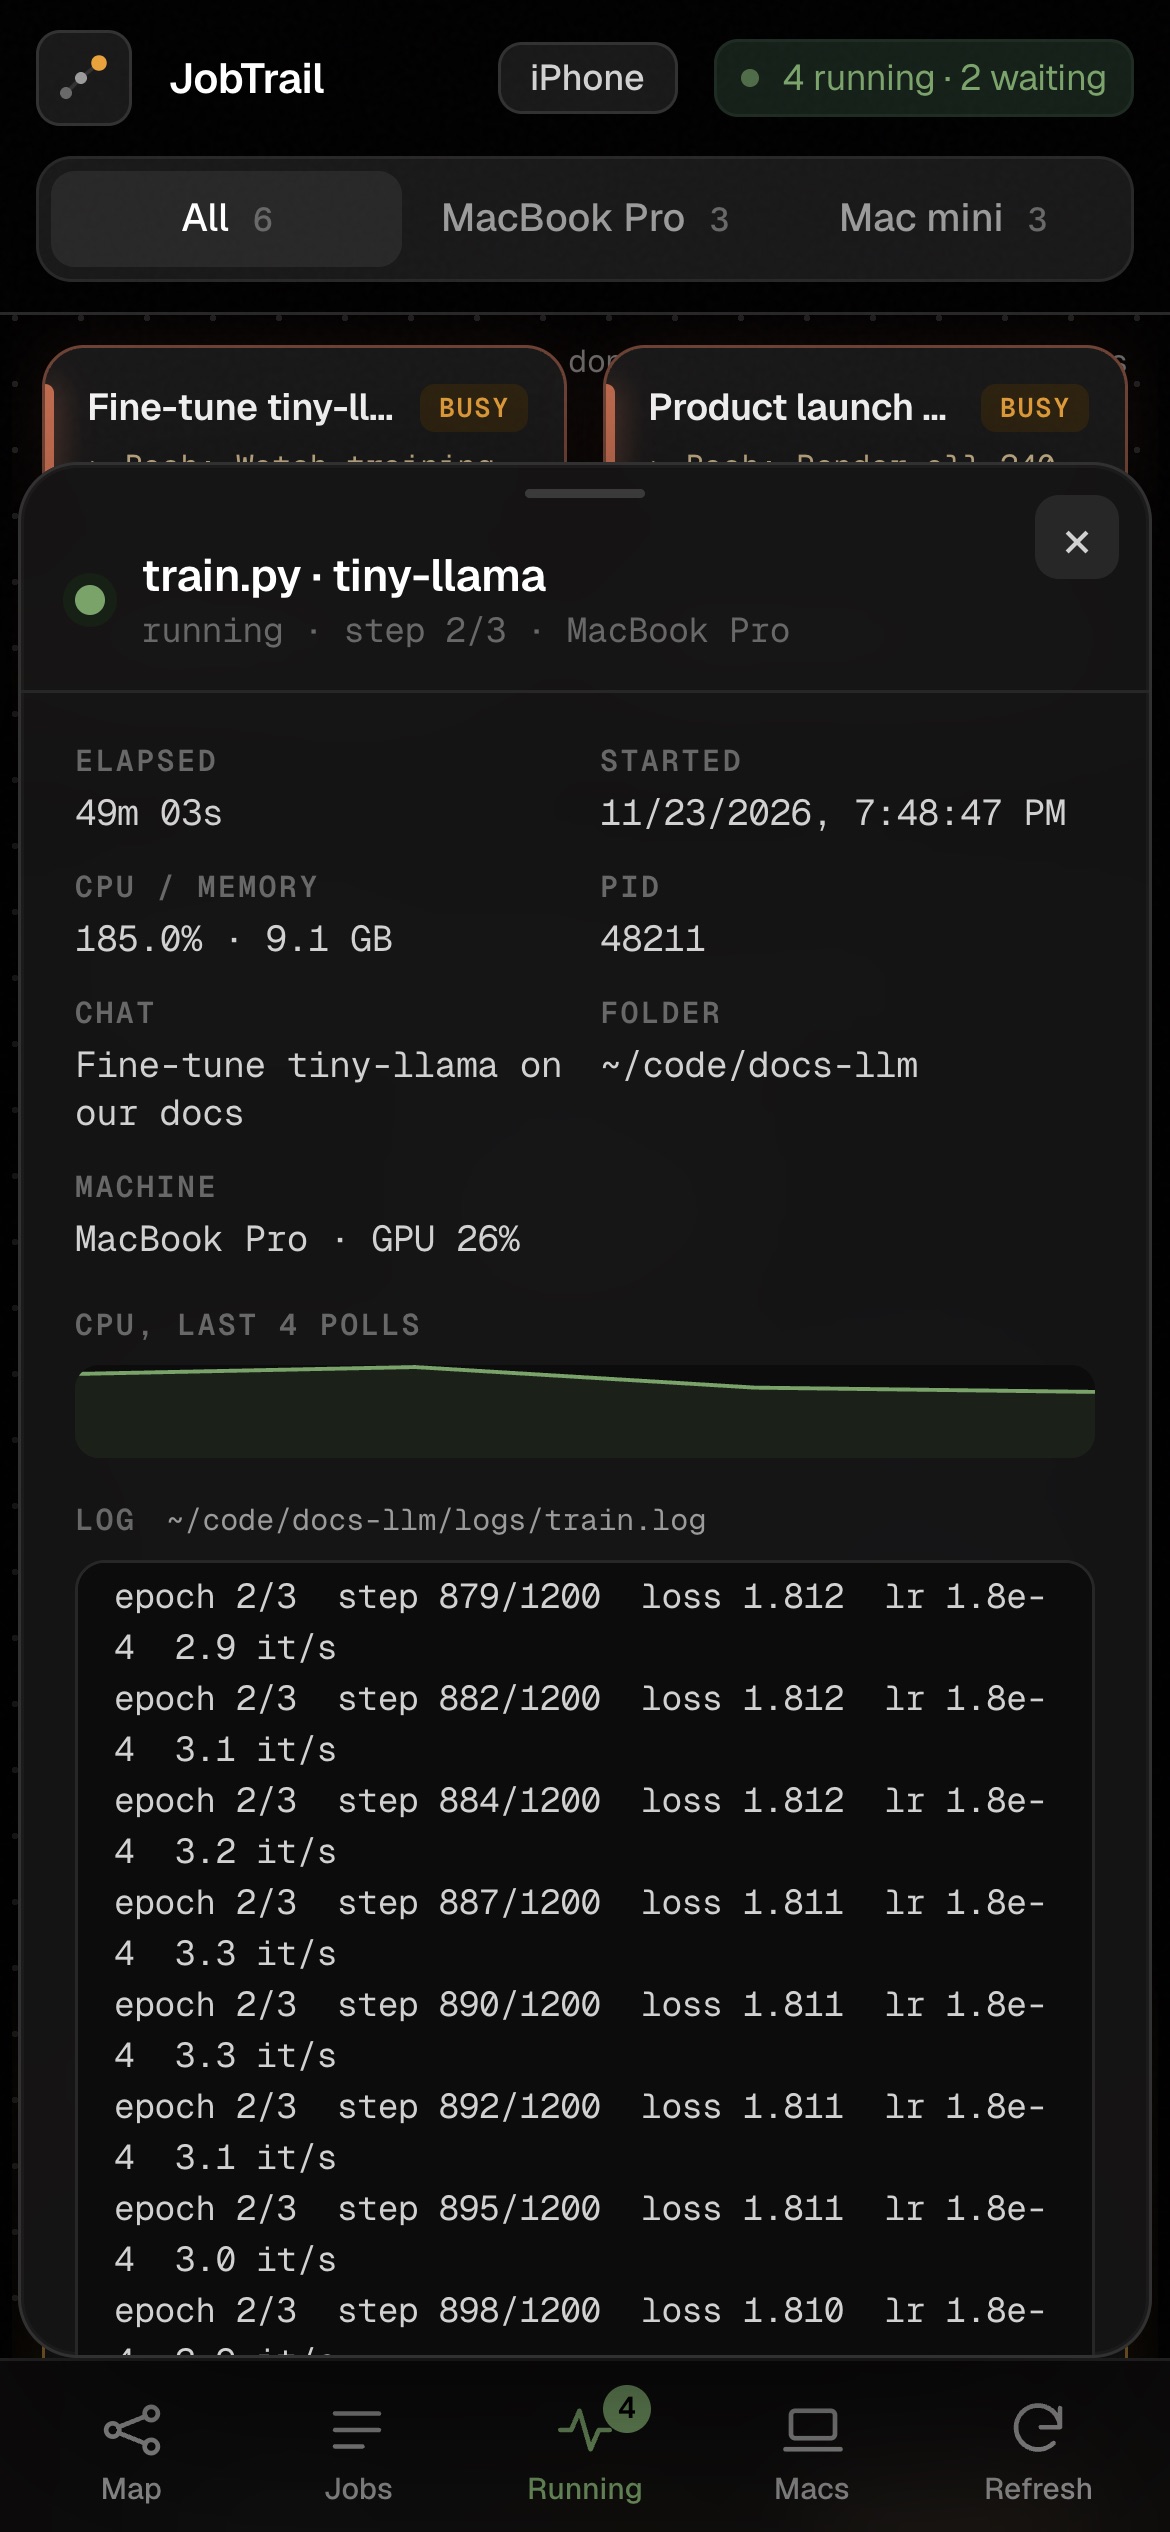 JobTrail
iPhone
4 running · 2 waiting
All 6
MacBook Pro 3
Mac mini 3
Fine-tune tiny-ll... BUSY
Product launch ... BUSY
train.py · tiny-llama
×
running · step 2/3 · MacBook Pro
ELAPSED
49m 03s
STARTED
11/23/2026, 7:48:47 PM
CPU / MEMORY
185.0% · 9.1 GB
PID
48211
CHAT
Fine-tune tiny-llama on
our docs
FOLDER
~/code/docs-llm
MACHINE
MacBook Pro · GPU 26%
CPU, LAST 4 POLLS
LOG ~/code/docs-llm/logs/train.log
epoch 2/3  step 879/1200  loss 1.812  lr 1.8e-
4  2.9 it/s
epoch 2/3  step 882/1200  loss 1.812  lr 1.8e-
4  3.1 it/s
epoch 2/3  step 884/1200  loss 1.812  lr 1.8e-
4  3.2 it/s
epoch 2/3  step 887/1200  loss 1.811  lr 1.8e-
4  3.3 it/s
epoch 2/3  step 890/1200  loss 1.811  lr 1.8e-
4  3.3 it/s
epoch 2/3  step 892/1200  loss 1.811  lr 1.8e-
4  3.1 it/s
epoch 2/3  step 895/1200  loss 1.811  lr 1.8e-
4  3.0 it/s
epoch 2/3  step 898/1200  loss 1.810  lr 1.8e-
Map
Jobs
4
Running
Macs
Refresh